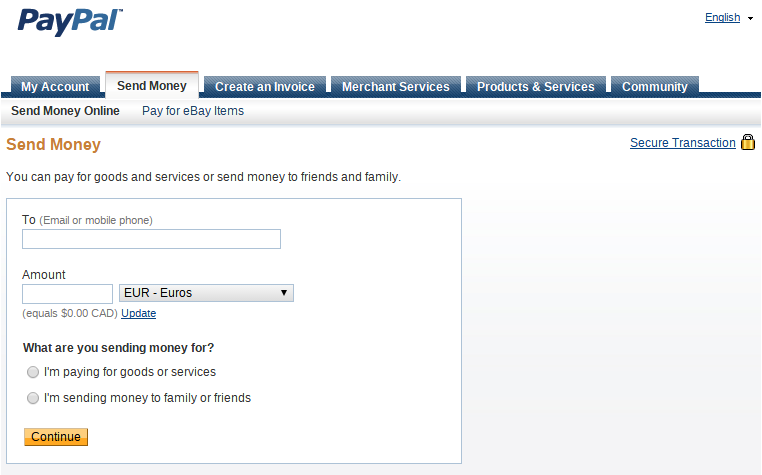 PayPal™
English
My Account Send Money Create an Invoice Merchant Services Products & Services Community
Send Money Online Pay for eBay Items
Send Money
Secure Transaction
You can pay for goods and services or send money to friends and family.
To (Email or mobile phone)
Amount
EUR - Euros
(equals $0.00 CAD) Update
What are you sending money for?
I'm paying for goods or services
I'm sending money to family or friends
Continue